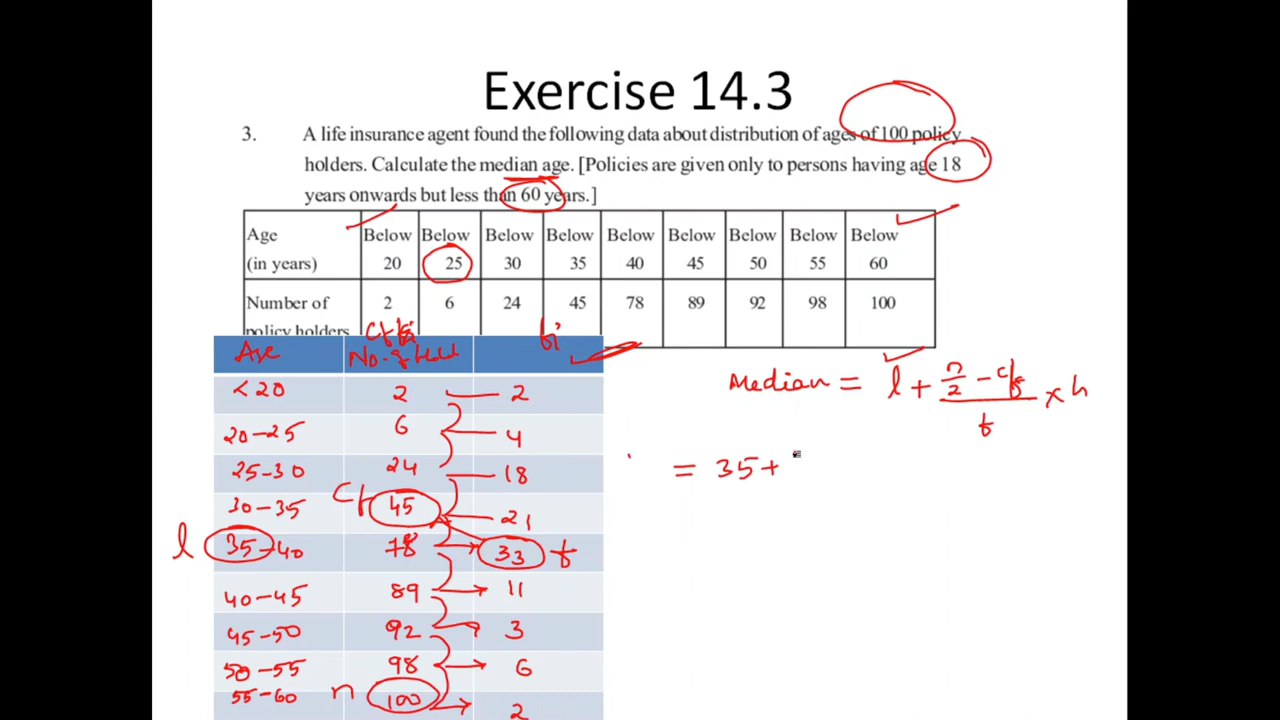 Exercise 14.3
3. A life insurance agent found the following data about distribution of ages of 100 policy
holders. Calculate the median age. [Policies are given only to persons having age 18
years onwards but less than 60 years.]
Age Below Below Below Below Below Below Below Below Below
(in years) 20 25 30 35 40 45 50 55 60
Number of 2 6 24 45 78 89 92 98 100
policy holders
cf fi
Age No. of Hold
<20 2 2
20-25 6 4
25-30 24 18
30-35 cf 45 21
l 35-40 78 33 f
40-45 89 11
45-50 92 3
50-55 98 6
55-60 n 100 2
Median = l + n/2 - cf / f × h
= 35+